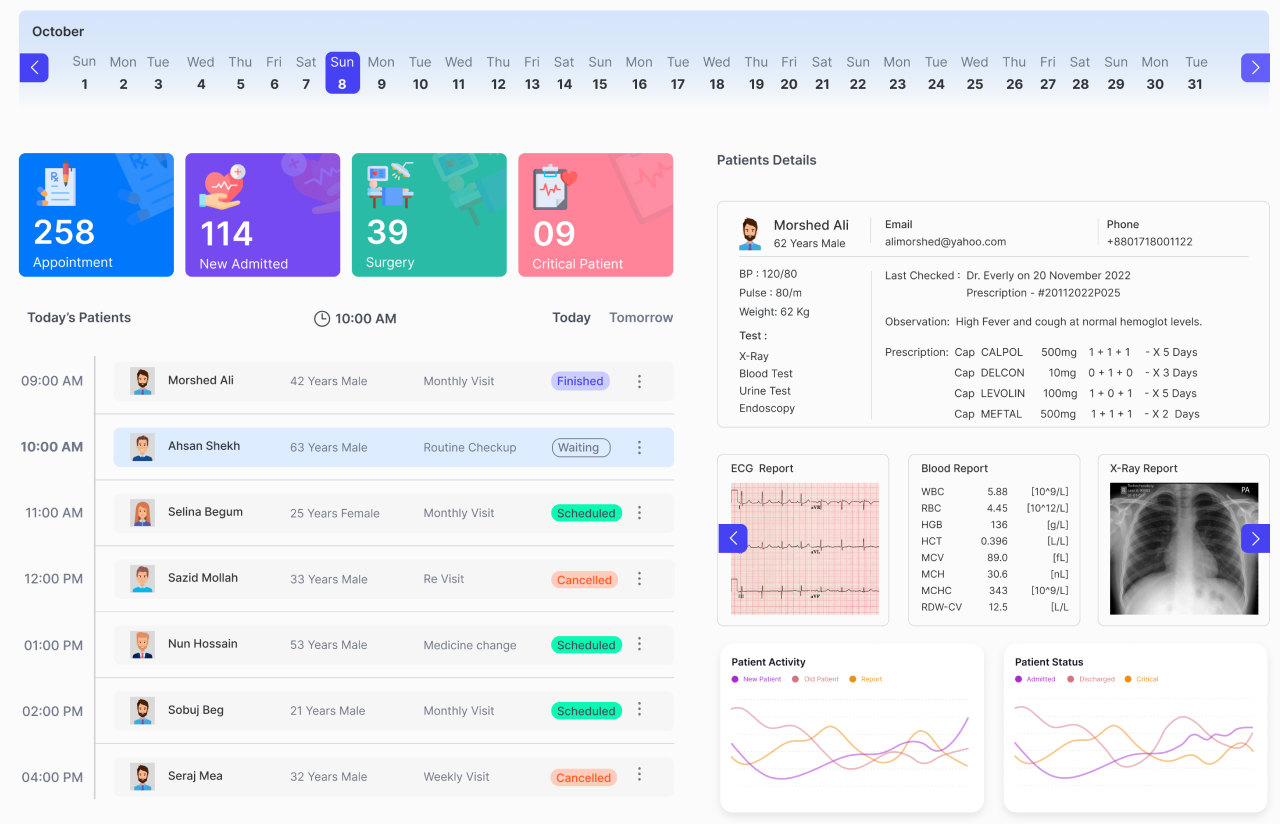 October
Sun Mon Tue Wed Thu Fri Sat Sun Mon Tue Wed Thu Fri Sat Sun Mon Tue Wed Thu Fri Sat Sun Mon Tue Wed Thu Fri Sat Sun Mon Tue
1 2 3 4 5 6 7 8 9 10 11 12 13 14 15 16 17 18 19 20 21 22 23 24 25 26 27 28 29 30 31
258
Appointment
114
New Admitted
39
Surgery
09
Critical Patient
Today's Patients 10:00 AM Today Tomorrow
09:00 AM Morshed Ali 42 Years Male Monthly Visit Finished
10:00 AM Ahsan Shekh 63 Years Male Routine Checkup Waiting
11:00 AM Selina Begum 25 Years Female Monthly Visit Scheduled
12:00 PM Sazid Mollah 33 Years Male Re Visit Cancelled
01:00 PM Nun Hossain 53 Years Male Medicine change Scheduled
02:00 PM Sobuj Beg 21 Years Male Monthly Visit Scheduled
04:00 PM Seraj Mea 32 Years Male Weekly Visit Cancelled
Patients Details
Morshed Ali
62 Years Male
Email
alimorshed@yahoo.com
Phone
+8801718001122
BP : 120/80
Pulse : 80/m
Weight: 62 Kg
Test :
X-Ray
Blood Test
Urine Test
Endoscopy
Last Checked : Dr. Everly on 20 November 2022
Prescription - #20112022P025
Observation: High Fever and cough at normal hemoglot levels.
Prescription: Cap CALPOL 500mg 1 + 1 + 1 - X 5 Days
Cap DELCON 10mg 0 + 1 + 0 - X 3 Days
Cap LEVOLIN 100mg 1 + 0 + 1 - X 5 Days
Cap MEFTAL 500mg 1 + 1 + 1 - X 2 Days
ECG Report
I aVR
aVL
III aVF
Blood Report
WBC 5.88 [10^9/L]
RBC 4.45 [10^12/L]
HGB 136 [g/L]
HCT 0.396 [L/L]
MCV 89.0 [fL]
MCH 30.6 [nL]
MCHC 343 [10^9/L]
RDW-CV 12.5 [L/L
X-Ray Report
PA
Patient Activity
New Patient Old Patient Report
Patient Status
Admitted Discharged Critical